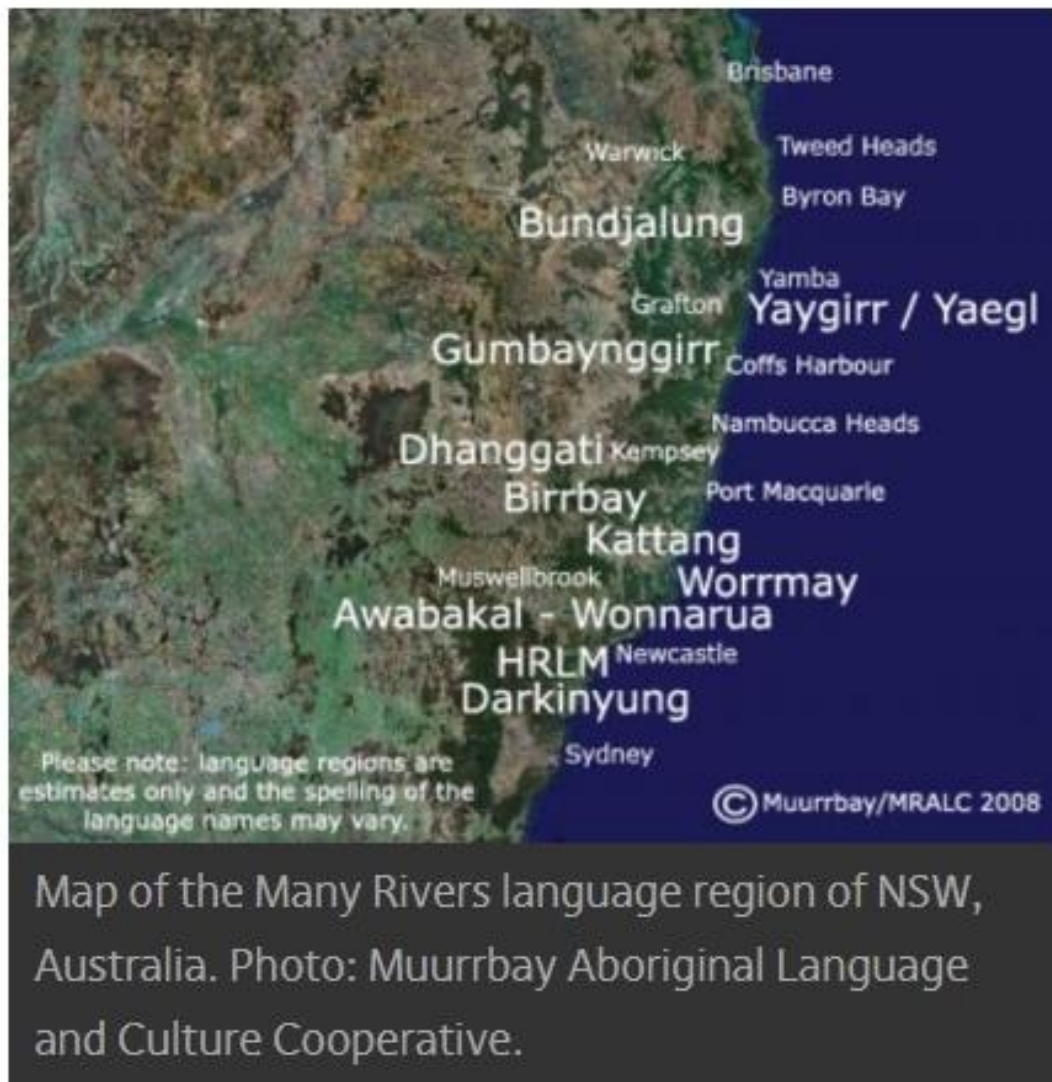 Brisbane
Warwick
Tweed Heads
Byron Bay
Bundjalung
Yamba
Grafton
Yaygirr / Yaegl
Gumbaynggirr
Coffs Harbour
Nambucca Heads
Dhanggati
Kempsey
Birrbay
Port Macquarie
Kattang
Muswellbrook
Worrmay
Awabakal - Wonnarua
HRLM
Newcastle
Darkinyung
Sydney
Please note: language regions are
estimates only and the spelling of the
language names may vary.
© Muurrbay/MRALC 2008
Map of the Many Rivers language region of NSW,
Australia. Photo: Muurrbay Aboriginal Language
and Culture Cooperative.